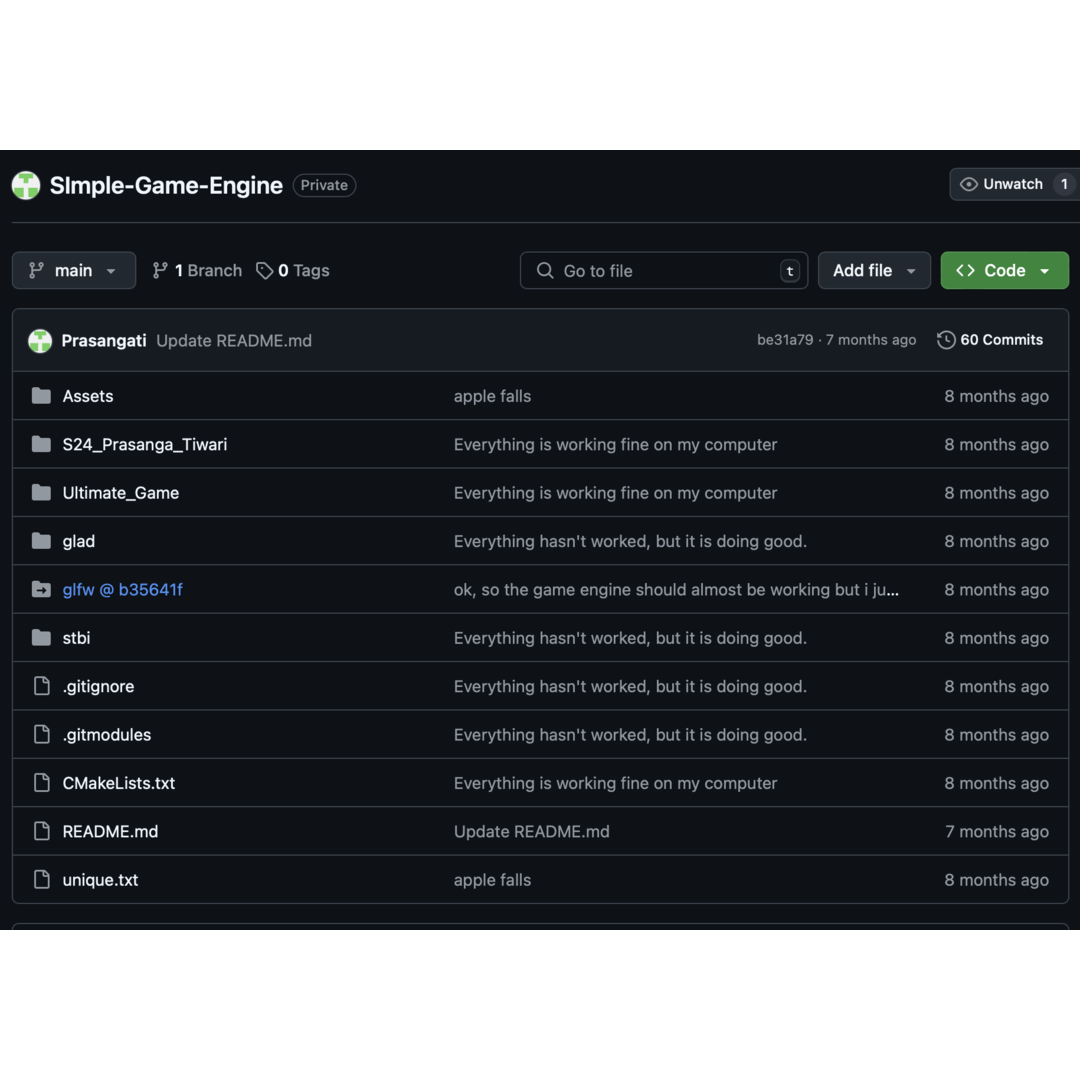 SImple-Game-Engine Private Unwatch 1
main 1 Branch 0 Tags Go to file t Add file Code
Prasangati Update README.md be31a79 · 7 months ago 60 Commits
Assets apple falls 8 months ago
S24_Prasanga_Tiwari Everything is working fine on my computer 8 months ago
Ultimate_Game Everything is working fine on my computer 8 months ago
glad Everything hasn't worked, but it is doing good. 8 months ago
glfw @ b35641f ok, so the game engine should almost be working but i ju... 8 months ago
stbi Everything hasn't worked, but it is doing good. 8 months ago
.gitignore Everything hasn't worked, but it is doing good. 8 months ago
.gitmodules Everything hasn't worked, but it is doing good. 8 months ago
CMakeLists.txt Everything is working fine on my computer 8 months ago
README.md Update README.md 7 months ago
unique.txt apple falls 8 months ago